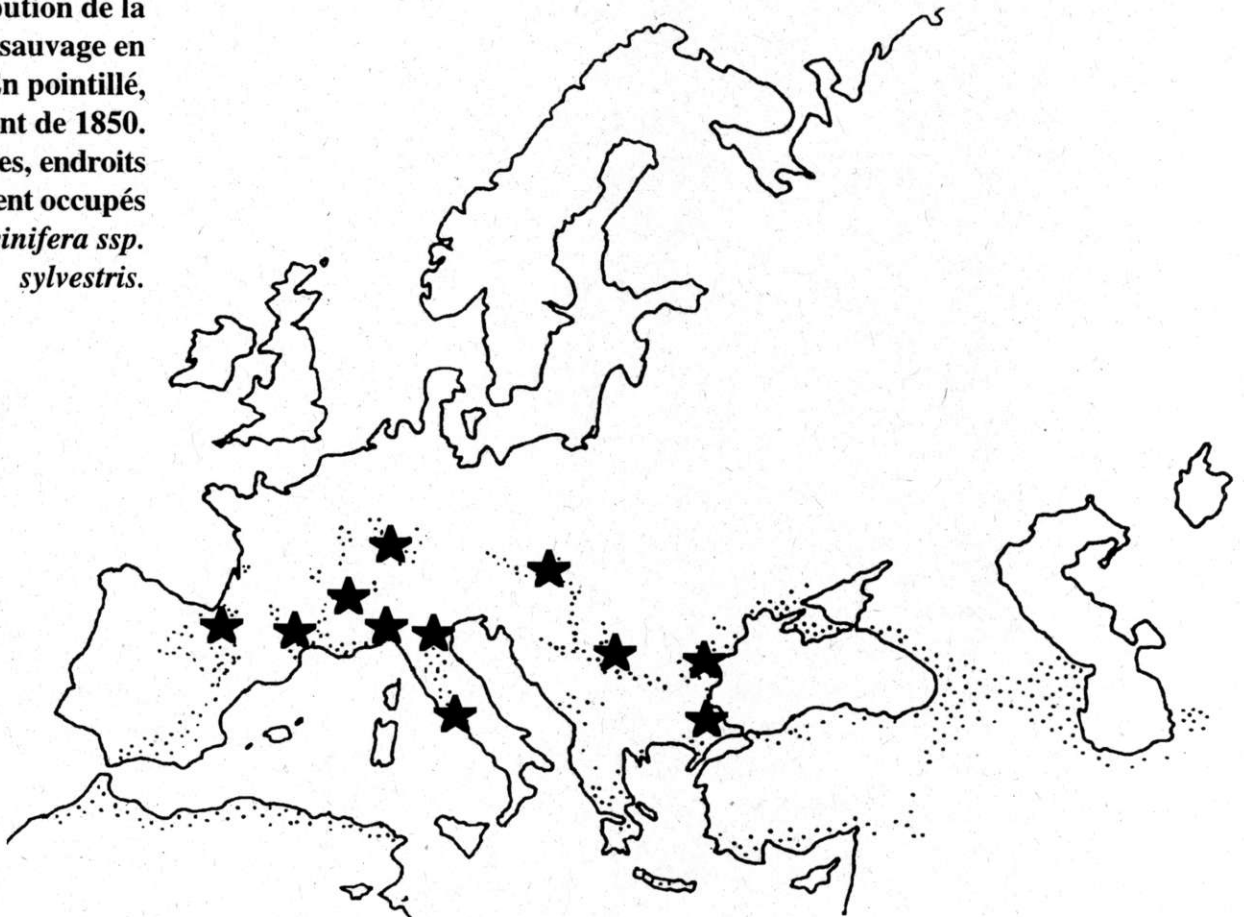 bution de la
sauvage en
En pointillé,
nt de 1850.
es, endroits
ent occupés
inifera ssp.
sylvestris.